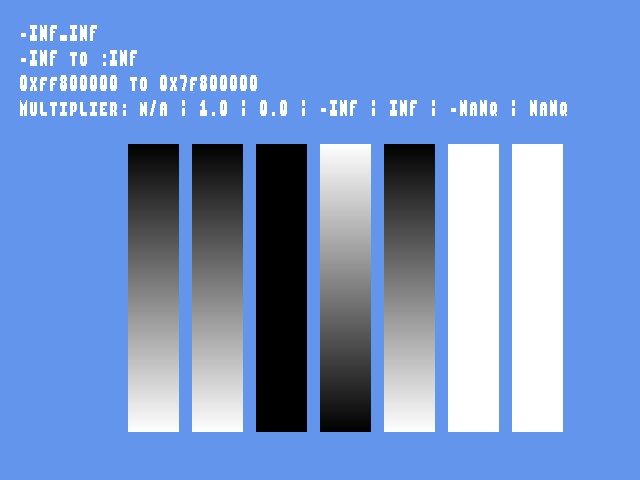 -INF_INF
-INF TO :INF
0XFF800000 TO 0X7F800000
MULTIPLIER: N/A | 1.0 | 0.0 | -INF | INF | -NANQ | NANQ